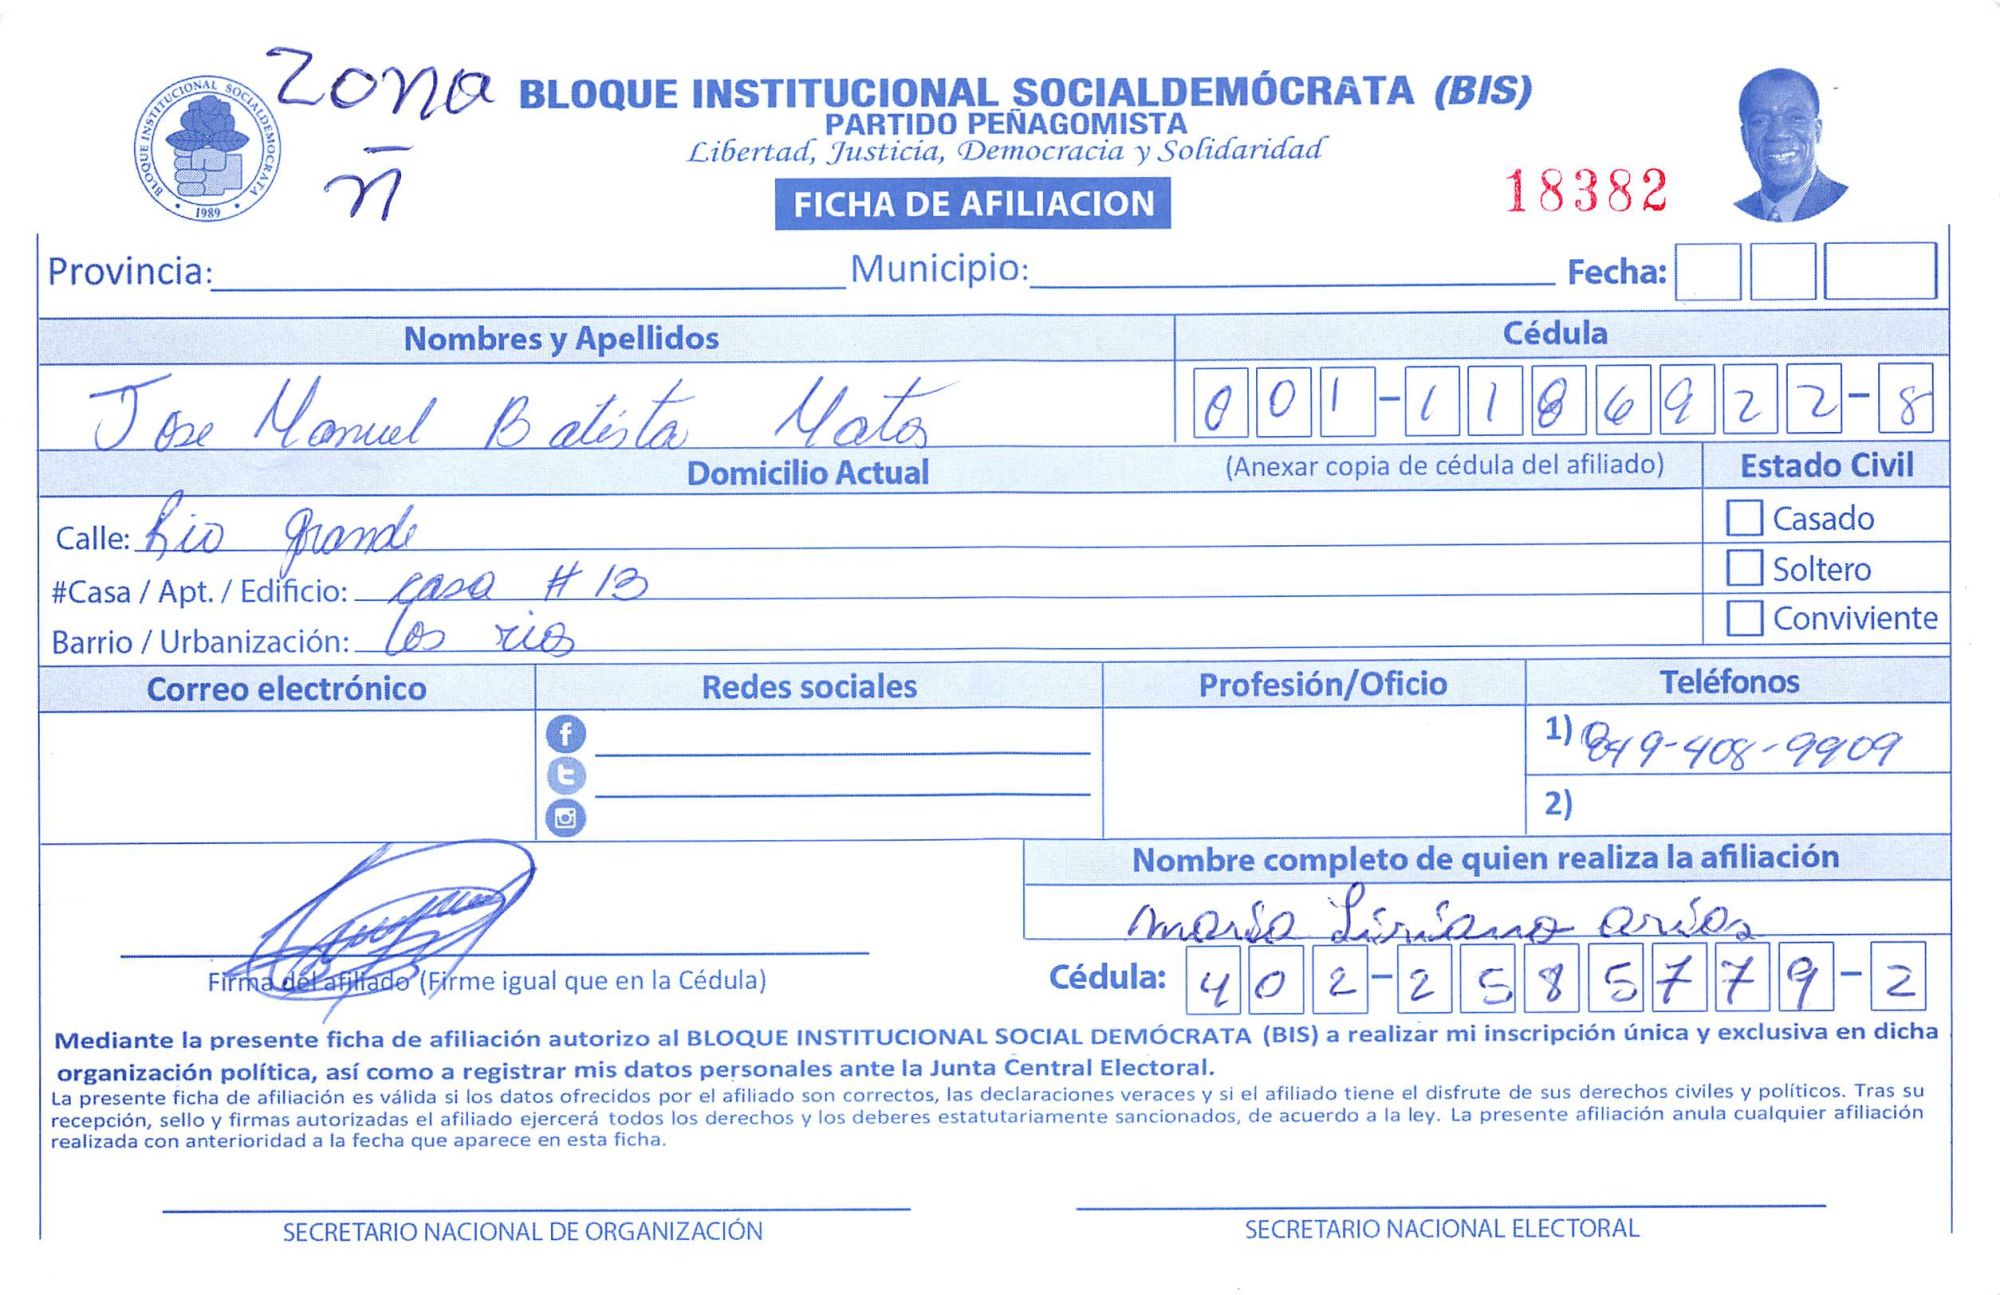 Zona
ñ
BLOQUE INSTITUCIONAL SOCIALDEMOCRATA
1989
BLOQUE INSTITUCIONAL SOCIALDEMÓCRATA (BIS)
PARTIDO PEÑAGOMISTA
Libertad, Justicia, Democracia y Solidaridad
FICHA DE AFILIACION
18382
Provincia: Municipio: Fecha:
Nombres y Apellidos Cédula
Jose Manuel Batista Matos 001-1186922-8
Domicilio Actual (Anexar copia de cédula del afiliado) Estado Civil
Calle: Rio grande Casado
#Casa / Apt. / Edificio: casa # 13 Soltero
Barrio / Urbanización: Los rios Conviviente
Correo electrónico Redes sociales Profesión/Oficio Teléfonos
1) 849-408-9909
2)
Nombre completo de quien realiza la afiliación
maria Liriano arias
Firma del afiliado (Firme igual que en la Cédula) Cédula: 402-2585779-2
Mediante la presente ficha de afiliación autorizo al BLOQUE INSTITUCIONAL SOCIAL DEMÓCRATA (BIS) a realizar mi inscripción única y exclusiva en dicha
organización política, así como a registrar mis datos personales ante la Junta Central Electoral.
La presente ficha de afiliación es válida si los datos ofrecidos por el afiliado son correctos, las declaraciones veraces y si el afiliado tiene el disfrute de sus derechos civiles y políticos. Tras su
recepción, sello y firmas autorizadas el afiliado ejercerá todos los derechos y los deberes estatutariamente sancionados, de acuerdo a la ley. La presente afiliación anula cualquier afiliación
realizada con anterioridad a la fecha que aparece en esta ficha.
SECRETARIO NACIONAL DE ORGANIZACIÓN SECRETARIO NACIONAL ELECTORAL